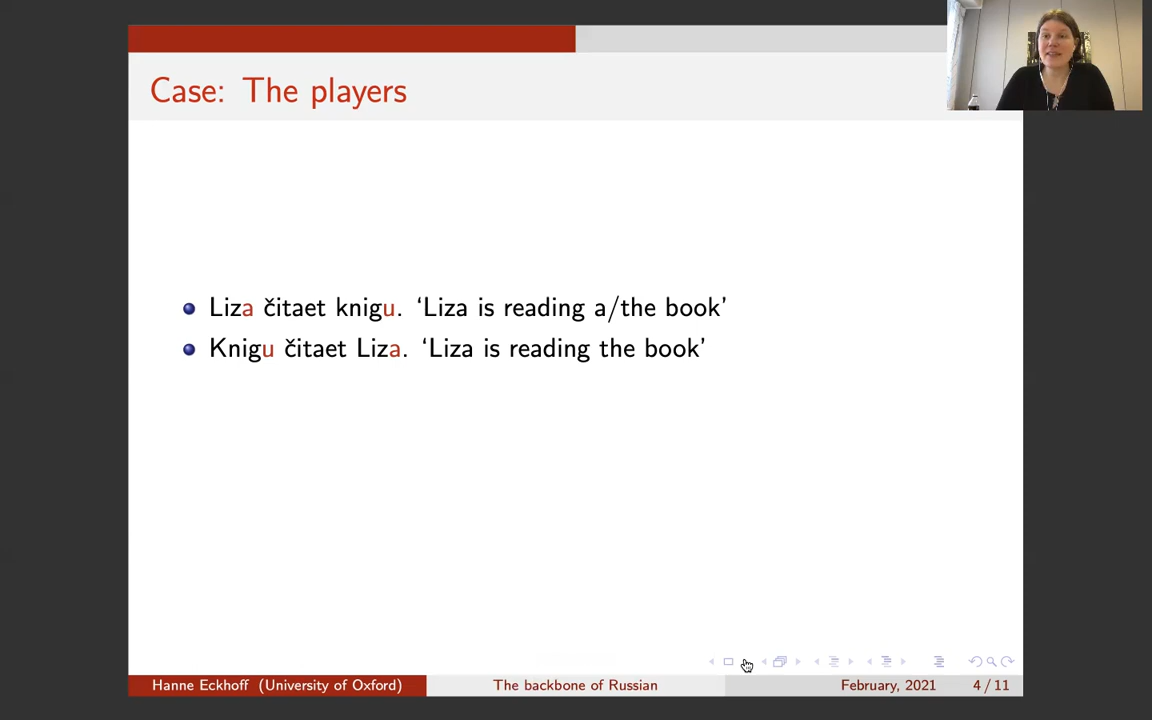 Case: The players
Liza čitaet knigu. ‘Liza is reading a/the book’
Knigu čitaet Liza. ‘Liza is reading the book’
Hanne Eckhoff (University of Oxford) The backbone of Russian February, 2021 4 / 11